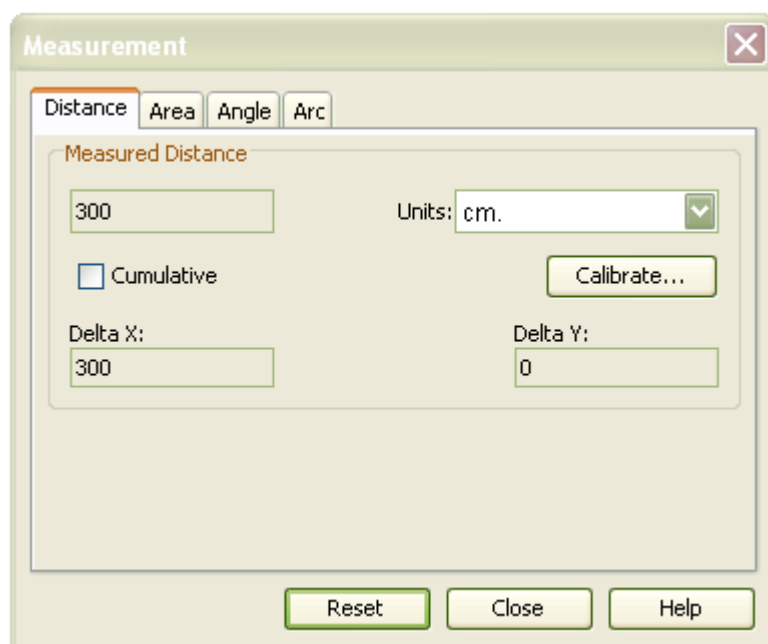 Measurement
Distance Area Angle Arc
Measured Distance
300 Units: cm.
Cumulative Calibrate...
Delta X: Delta Y:
300 0
Reset Close Help